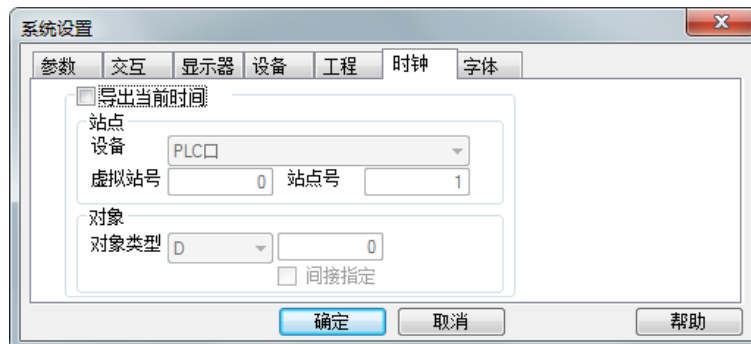 系统设置
参数 交互 显示器 设备 工程 时钟 字体
导出当前时间
站点
设备 PLC口
虚拟站号 0 站点号 1
对象
对象类型 D 0
间接指定
确定 取消 帮助